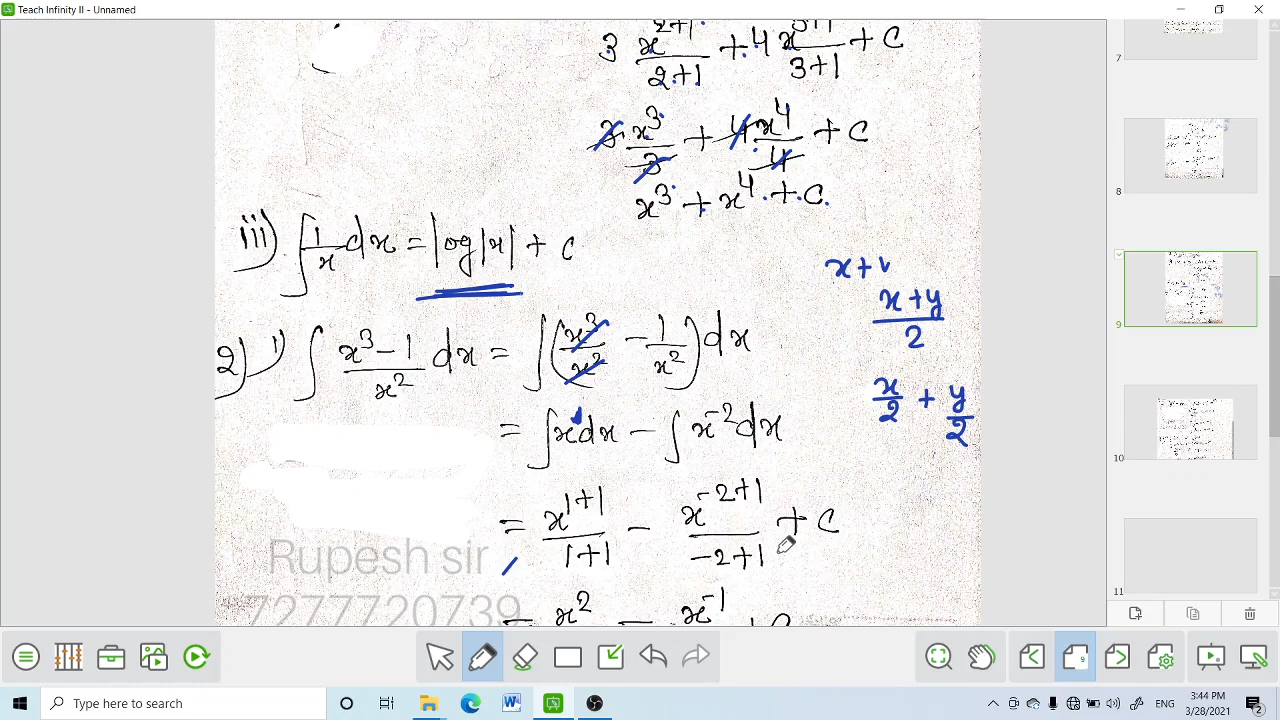 Teach Infinity II - Unnamed
3 x^{2+1}/2+1 + 4 x^{3+1}/3+1 + C
3 x^3/3 + 4 x^4/4 + C
x^3 + x^4 + C.
iii) ∫ 1/x dx = log|x| + C
x + 
x+y/2
x/2 + y/2
2) i) ∫ x^3 - 1/x^2 dx = ∫ (x^3/x^2 - 1/x^2) dx
= ∫ x dx - ∫ x^{-2} dx
= x^{1+1}/1+1 - x^{-2+1}/-2+1 + C
Rupesh sir
7277720739
= x^2 - x^{-1} + C
7
8
9
10
11
9
Type here to search
ENG
3:44 PM
3/28/2021
2